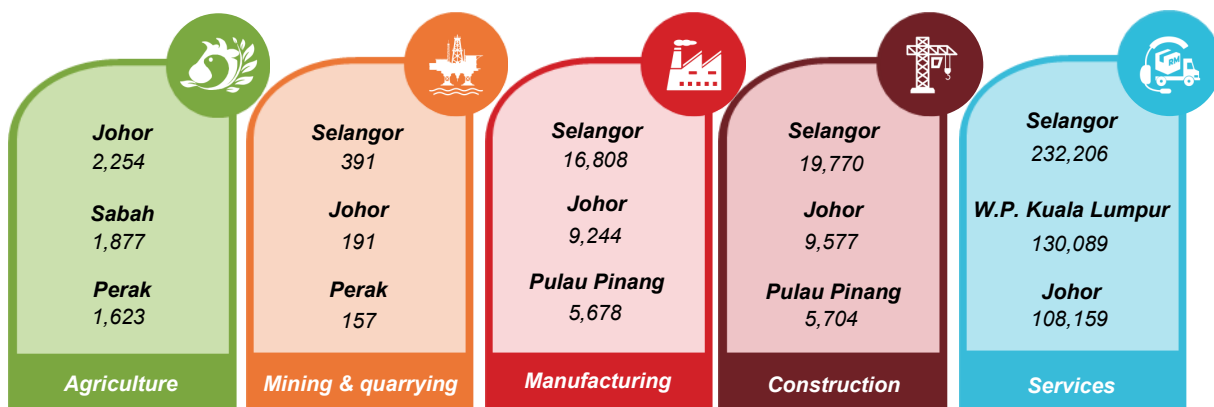 Johor
2,254
Sabah
1,877
Perak
1,623
Agriculture
Selangor
391
Johor
191
Perak
157
Mining & quarrying
Selangor
16,808
Johor
9,244
Pulau Pinang
5,678
Manufacturing
Selangor
19,770
Johor
9,577
Pulau Pinang
5,704
Construction
RM
Selangor
232,206
W.P. Kuala Lumpur
130,089
Johor
108,159
Services